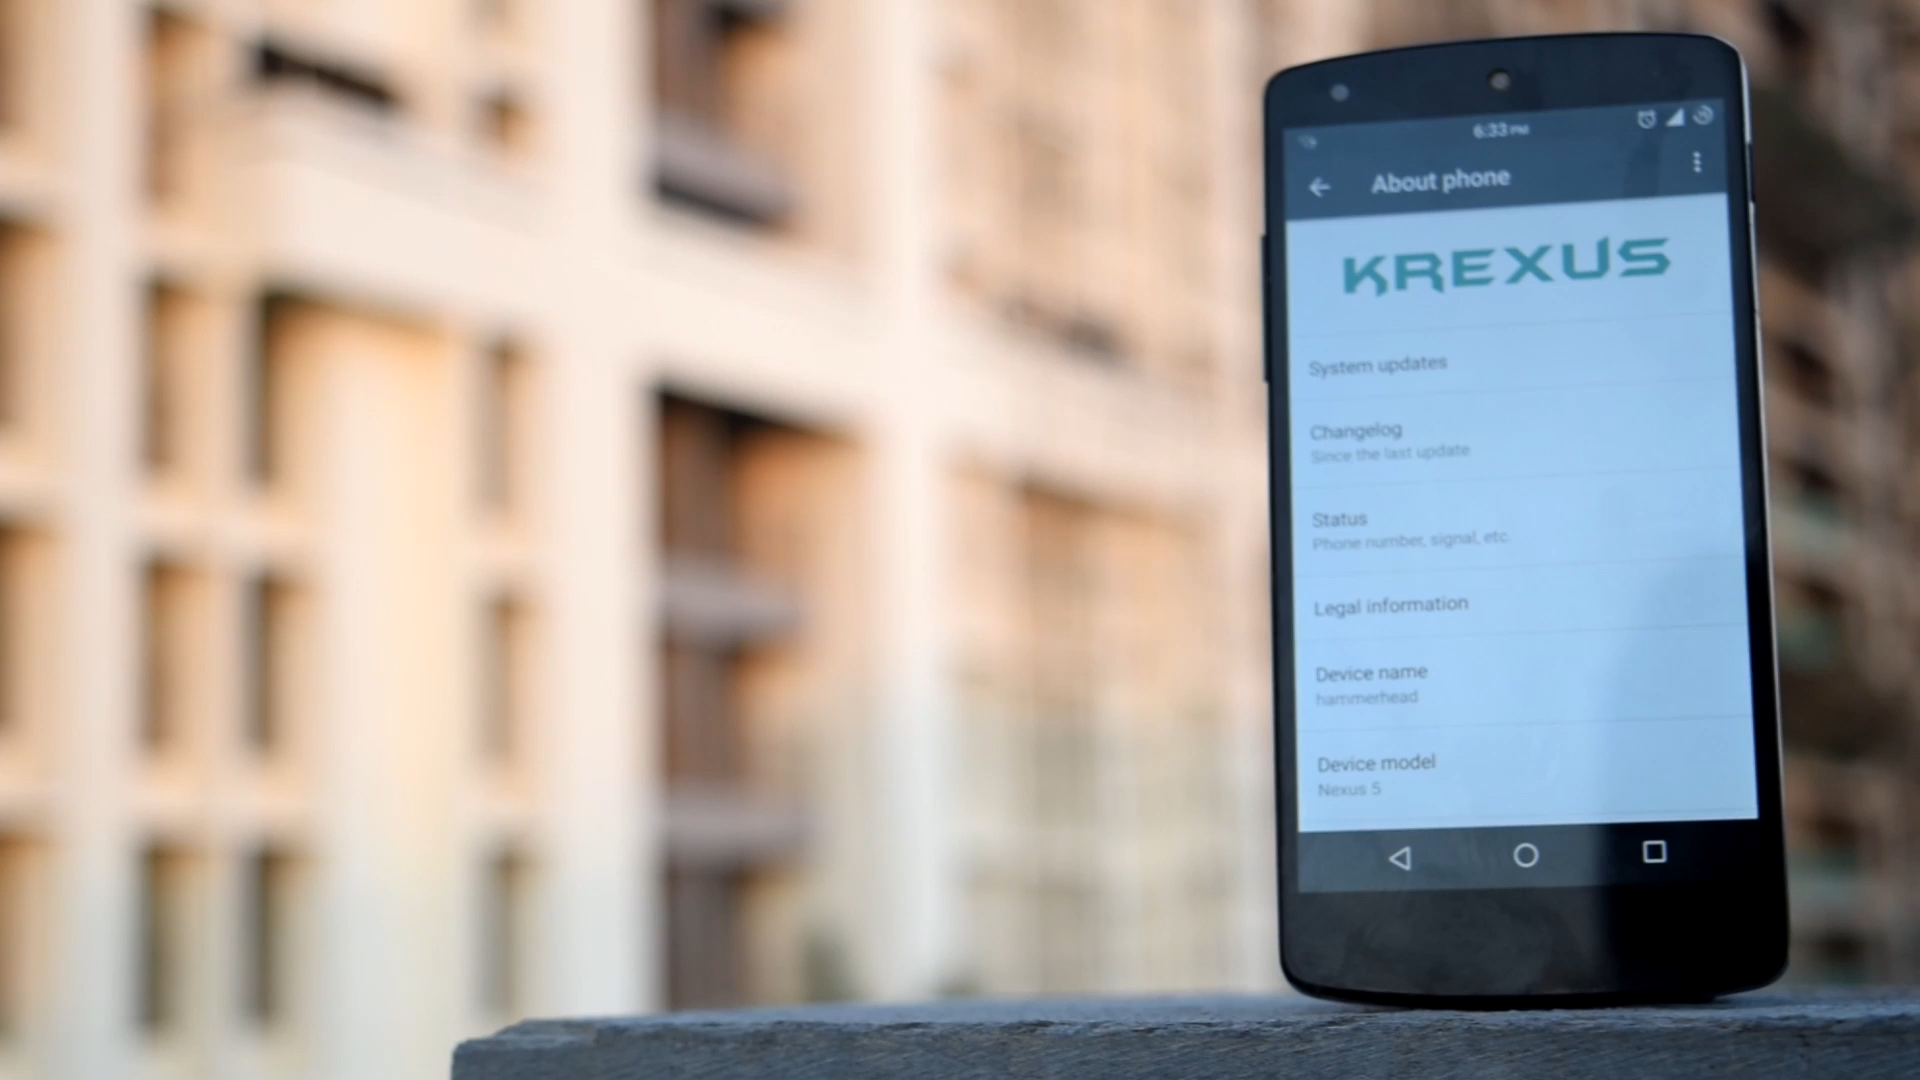 6:33 PM
About phone
KREXUS
System updates
Changelog
Since the last update
Status
Phone number, signal, etc.
Legal information
Device name
hammerhead
Device model
Nexus 5